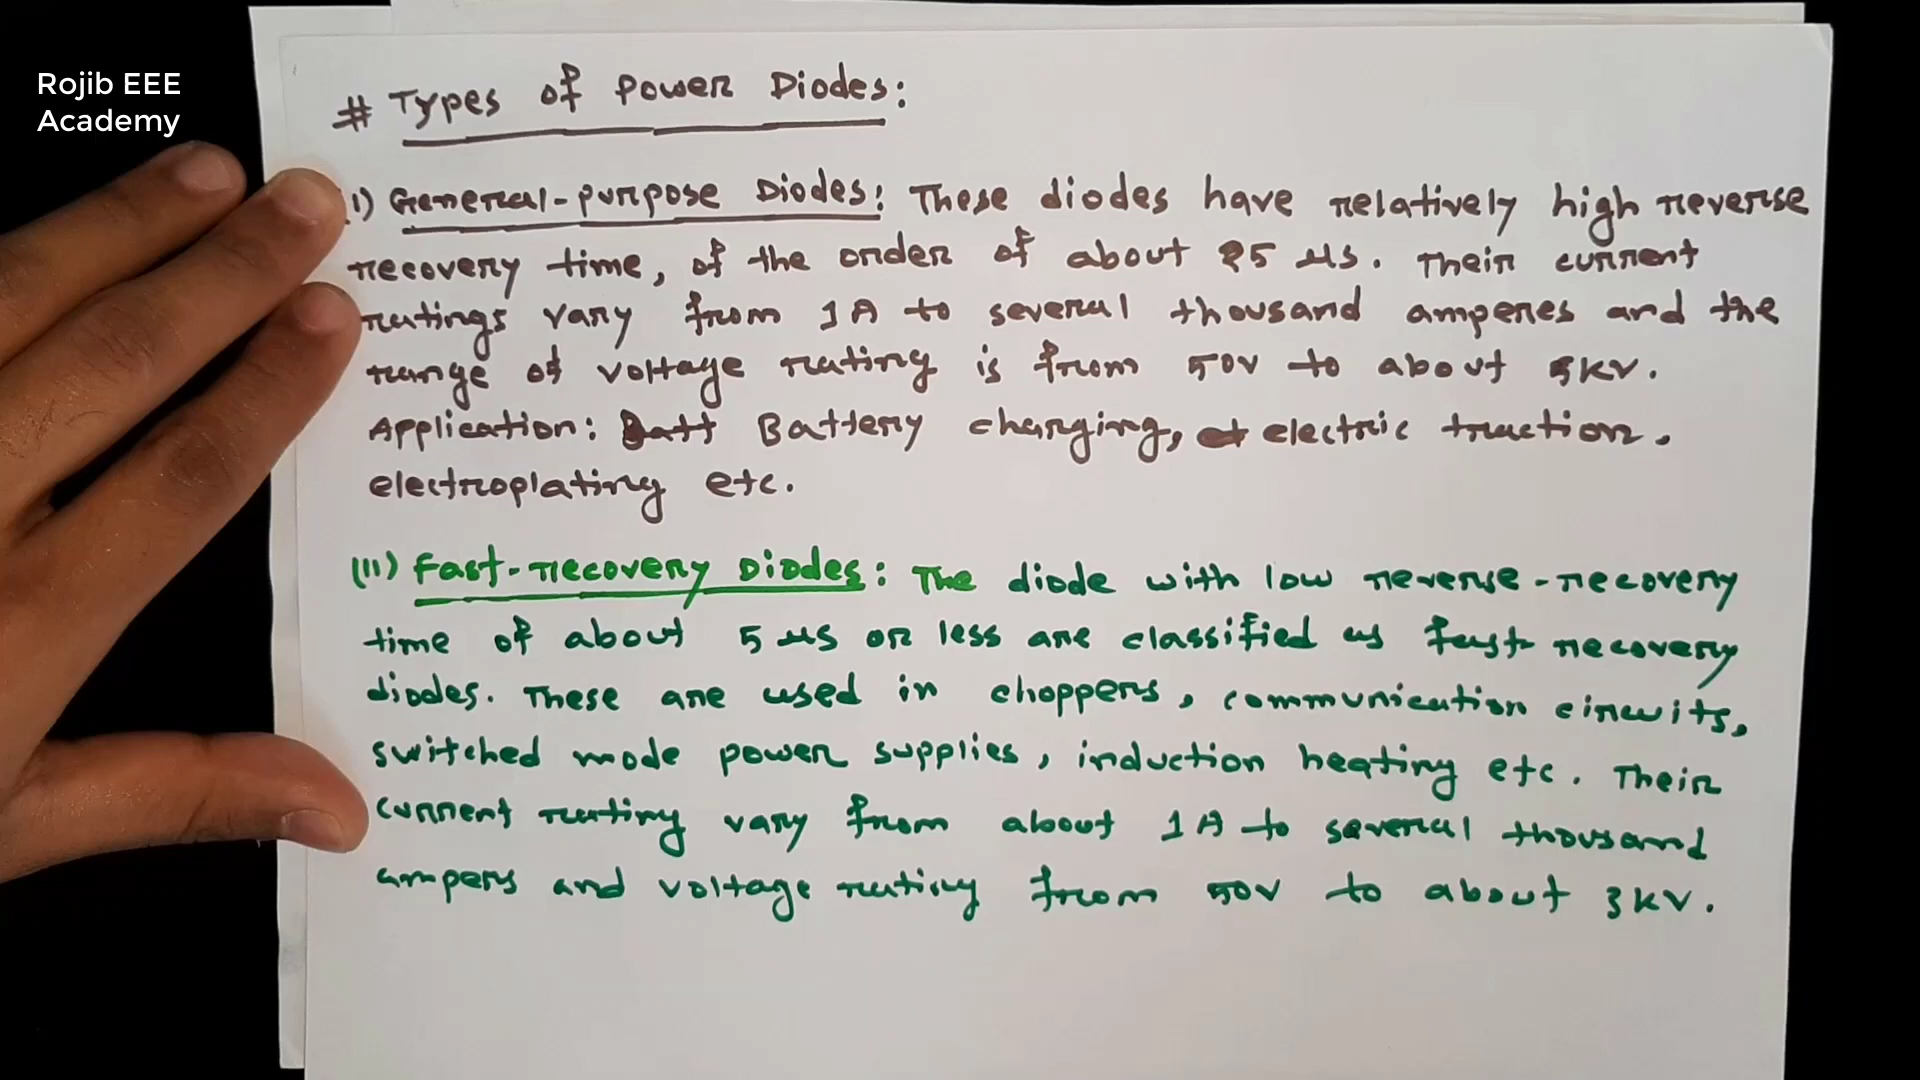 Rojib EEE
Academy
# Types of Power Diodes:
(I) General-purpose Diodes: These diodes have relatively high reverse
recovery time, of the order of about 25 μs. Their current
ratings vary from 1A to several thousand amperes and the
range of voltage rating is from 50V to about 5KV.
Application: Batt Battery charging, electric traction,
electroplating etc.
(II) Fast-recovery Diodes: The diode with low reverse-recovery
time of about 5 μs or less are classified as fast recovery
diodes. These are used in choppers, communication circuits,
switched mode power supplies, induction heating etc. Their
current rating vary from about 1A to several thousand
ampers and voltage rating from 50V to about 3KV.